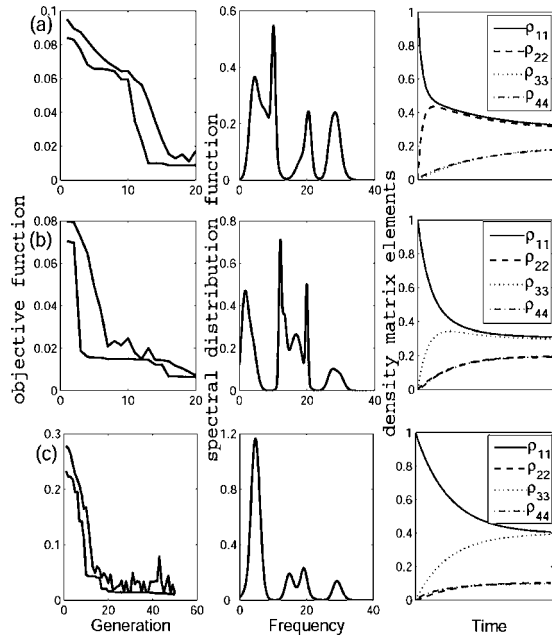 (a)
0.1
0.08
0.06
0.04
0.02
0
0 10 20
0.6
0.4
0.2
0
0 20 40
1
0.8
0.6
0.4
0.2
0
ρ11
ρ22
ρ33
ρ44
(b)
0.08
0.06
0.04
0.02
0
0 10 20
0.8
0.6
0.4
0.2
0
0 20 40
1
0.8
0.6
0.4
0.2
0
ρ11
ρ22
ρ33
ρ44
(c)
0.3
0.2
0.1
0
0 20 40 60
1.2
0.9
0.6
0.3
0
0 20 40
1
0.8
0.6
0.4
0.2
0
ρ11
ρ22
ρ33
ρ44
objective function
spectral distribution function
density matrix elements
Generation
Frequency
Time